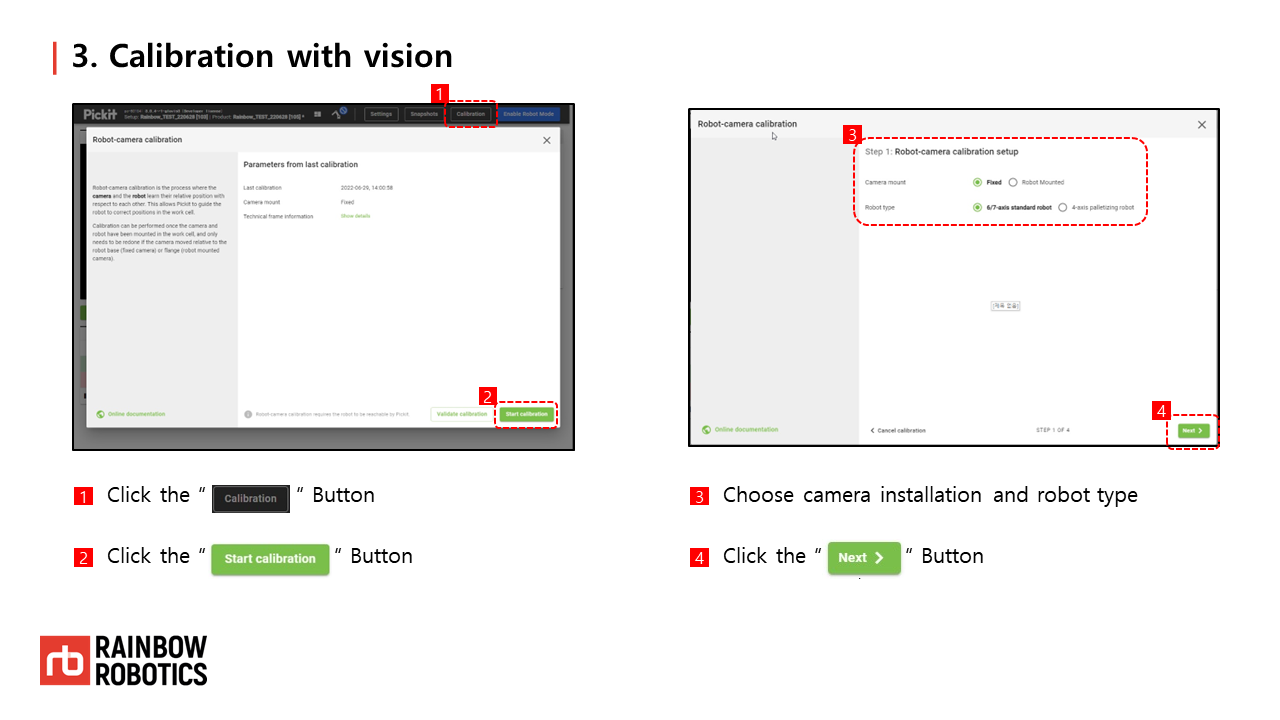 3. Calibration with vision
1
Pickit
Setup: Rainbow_TEST_220628 [103] | Product: Rainbow_TEST_220628 [103] *
Settings
Snapshots
Calibration
Enable Robot Mode
Robot-camera calibration
Robot-camera calibration is the process where the
camera and the robot learn their relative position with
respect to each other. This allows Pickit to guide the
robot to correct positions in the work cell.
Calibration can be performed once the camera and
robot have been mounted in the work cell, and only
needs to be redone if the camera moved relative to the
robot base (fixed camera) or flange (robot mounted
camera).
Parameters from last calibration
Last calibration 2022-06-29, 14:00:58
Camera mount Fixed
Technical frame information Show details
2
Online documentation
Robot-camera calibration requires the robot to be reachable by Pickit.
Validate calibration
Start calibration
Robot-camera calibration
3
Step 1: Robot-camera calibration setup
Camera mount Fixed Robot Mounted
Robot type 6/7-axis standard robot 4-axis palletizing robot
4
Online documentation
Cancel calibration
STEP 1 OF 4
Next
1 Click the “ Calibration “ Button
2 Click the “ Start calibration “ Button
3 Choose camera installation and robot type
4 Click the “ Next “ Button
rb RAINBOW
ROBOTICS